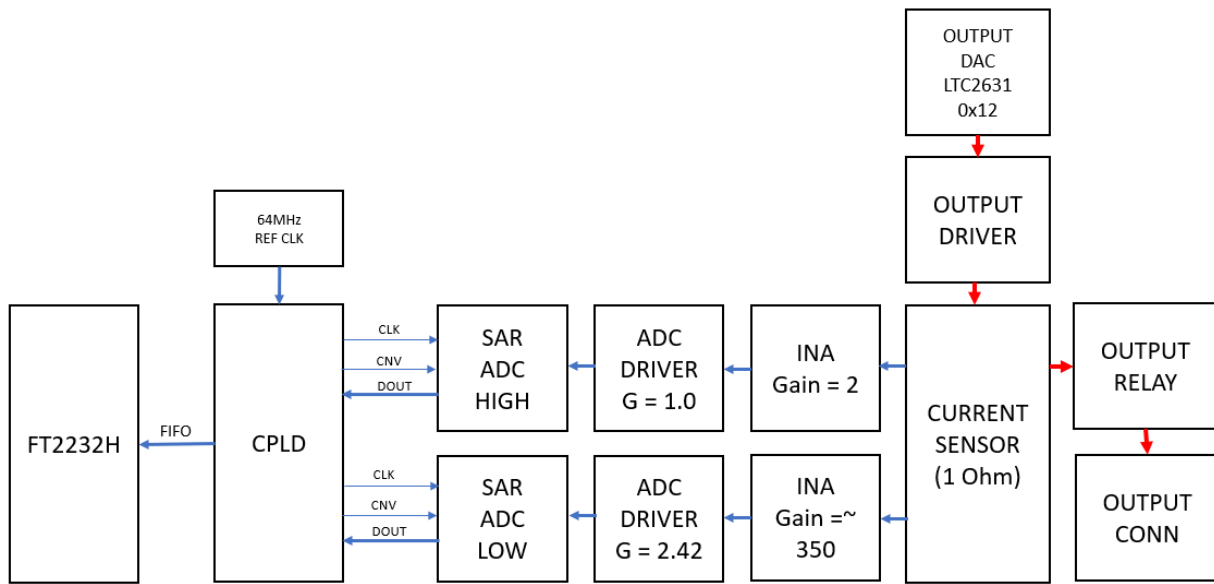 OUTPUT
DAC
LTC2631
0x12
OUTPUT
DRIVER
64MHz
REF CLK
FT2232H
FIFO
CPLD
CLK
CNV
DOUT
SAR
ADC
HIGH
ADC
DRIVER
G = 1.0
INA
Gain = 2
CLK
CNV
DOUT
SAR
ADC
LOW
ADC
DRIVER
G = 2.42
INA
Gain =~
350
CURRENT
SENSOR
(1 Ohm)
OUTPUT
RELAY
OUTPUT
CONN